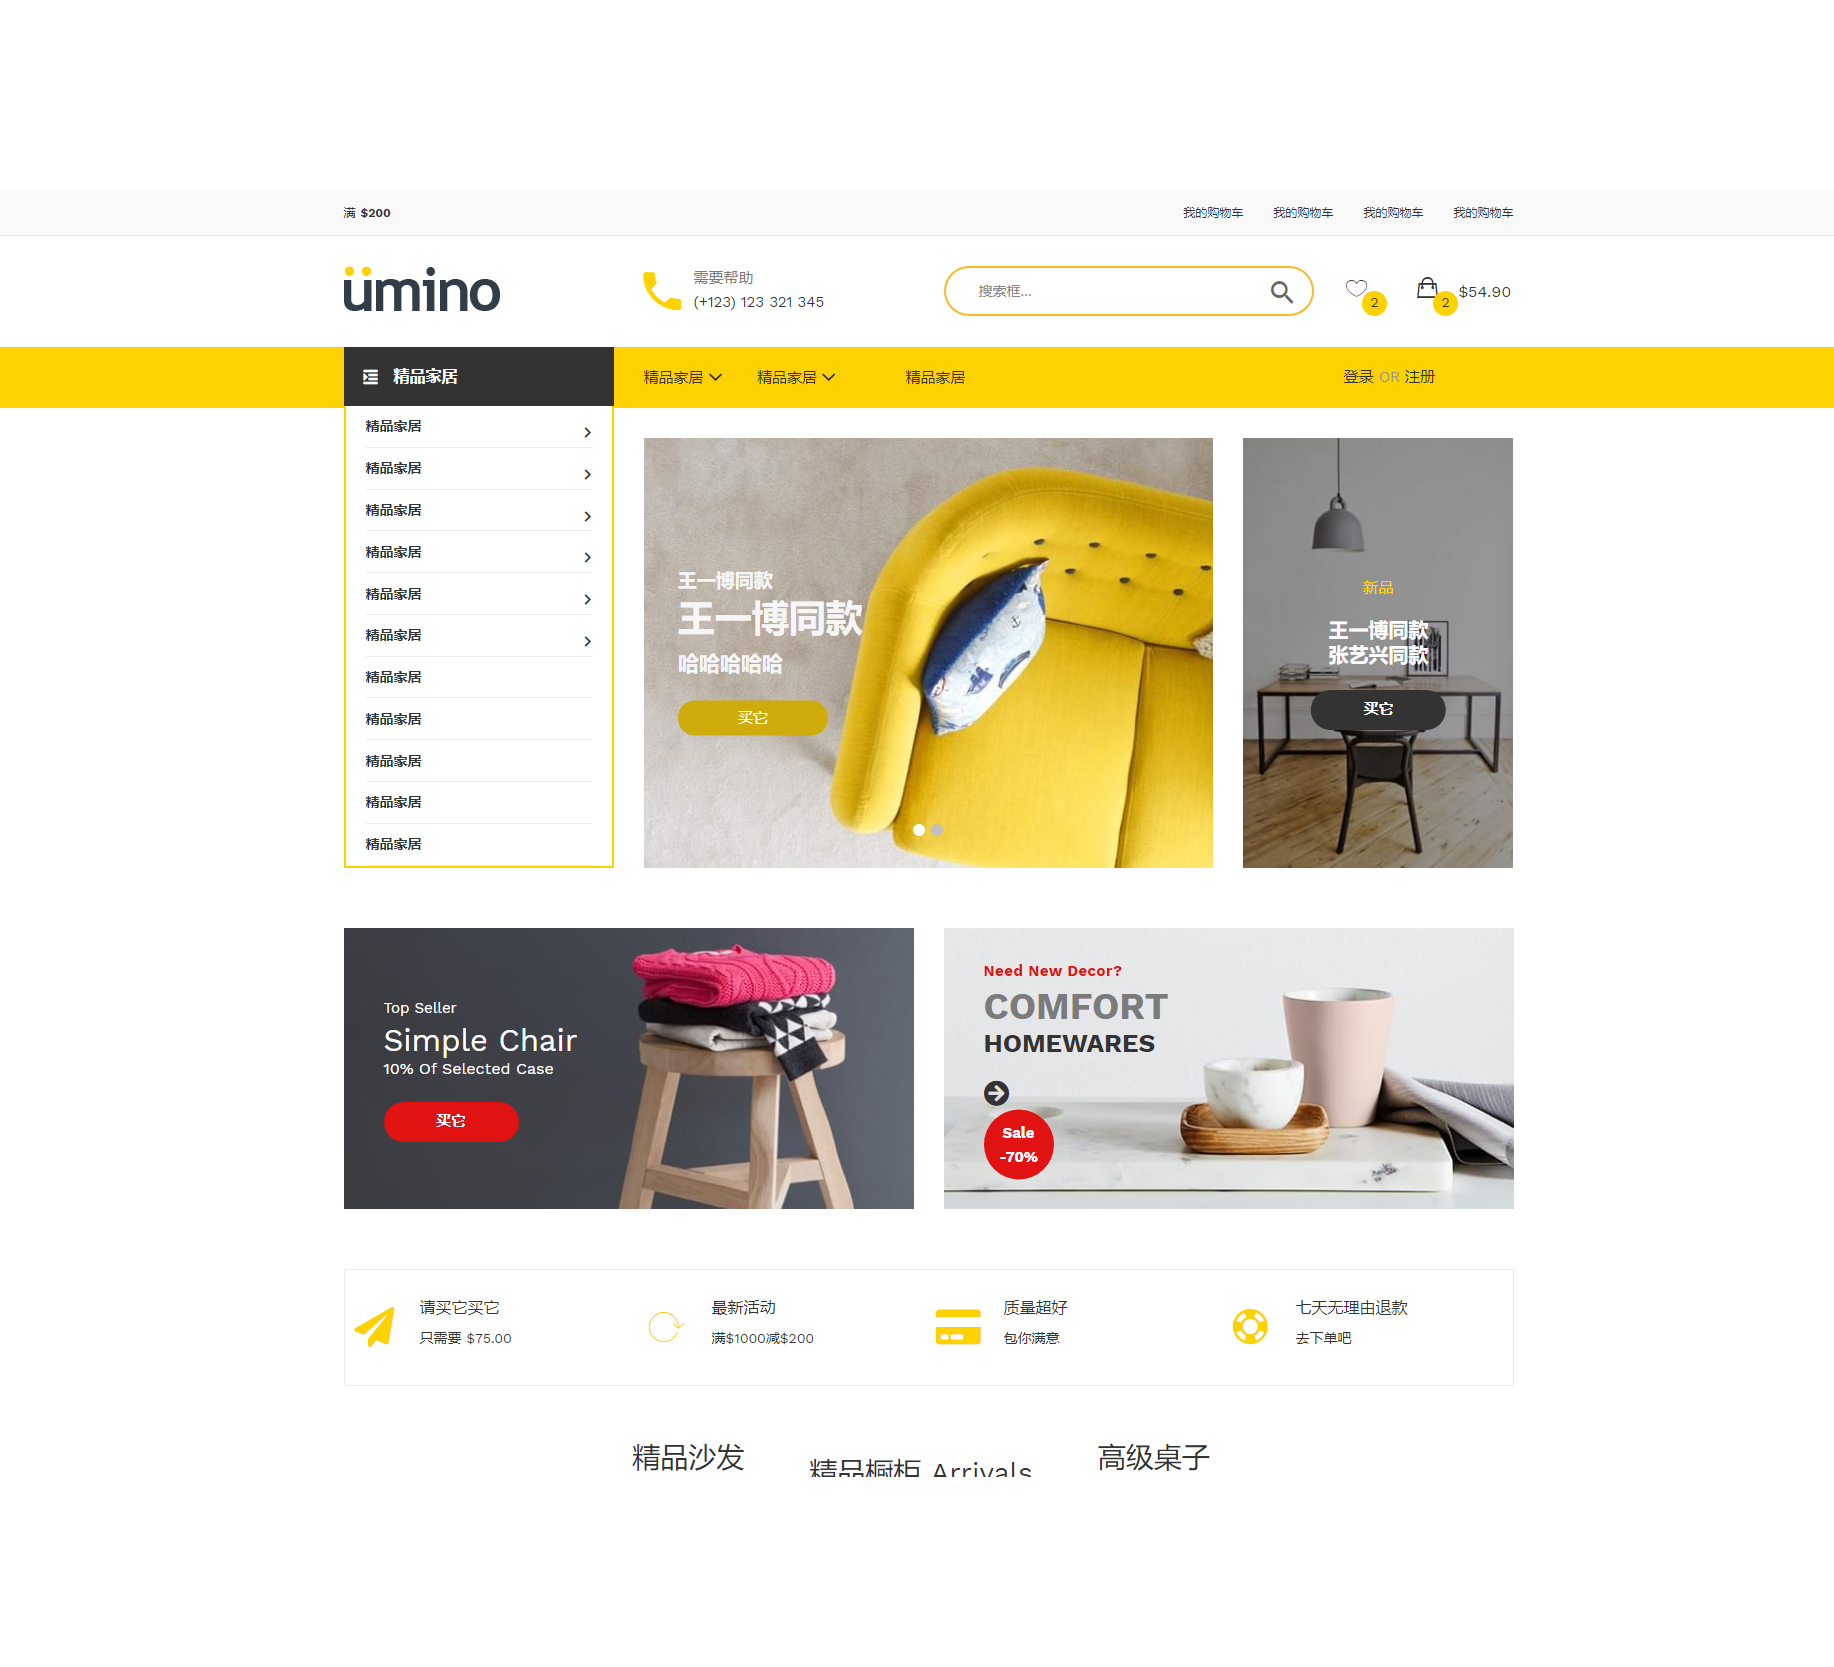 满 $200
我的购物车 我的购物车 我的购物车 我的购物车
ümino
需要帮助
(+123) 123 321 345
搜索框...
2
2
$54.90
精品家居
精品家居 精品家居 精品家居
登录 OR 注册
精品家居
精品家居
精品家居
精品家居
精品家居
精品家居
精品家居
精品家居
精品家居
精品家居
精品家居
王一博同款
王一博同款
哈哈哈哈哈
买它
新品
王一博同款
张艺兴同款
买它
Top Seller
Simple Chair
10% Of Selected Case
买它
Need New Decor?
COMFORT
HOMEWARES
Sale
-70%
请买它买它
只需要 $75.00
最新活动
满$1000减$200
质量超好
包你满意
七天无理由退款
去下单吧
精品沙发
精品橱柜 Arrivals
高级桌子